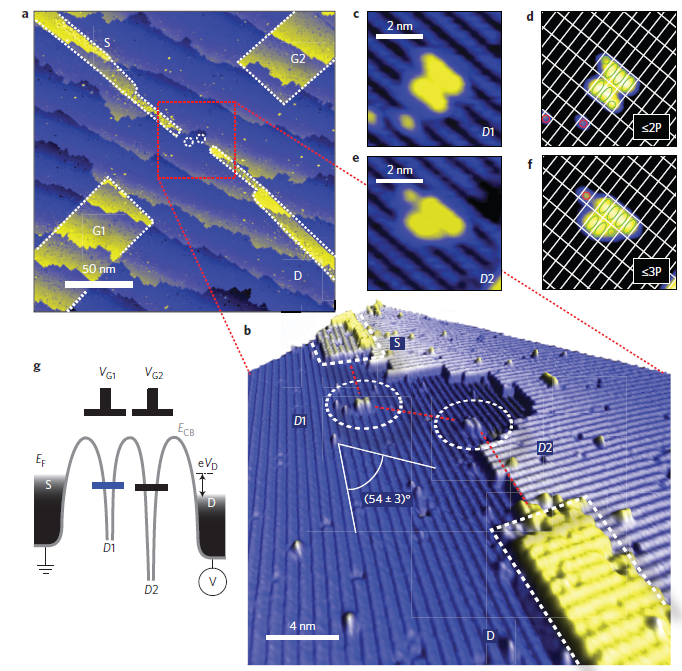 a
S
G2
G1
50 nm
D
c
2 nm
D1
d
≤2P
e
2 nm
D2
f
≤3P
b
S
D1
D2
(54 ± 3)°
4 nm
D
g
V_G1
V_G2
E_CB
E_F
eV_D
S
D
D1
D2
V